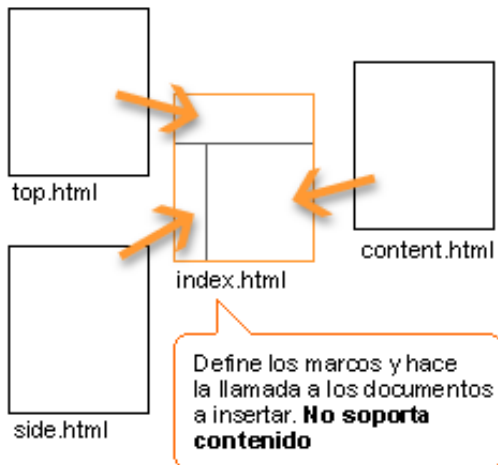 top.html
content.html
index.html
side.html
Define los marcos y hace
la llamada a los documentos
a insertar. No soporta
contenido